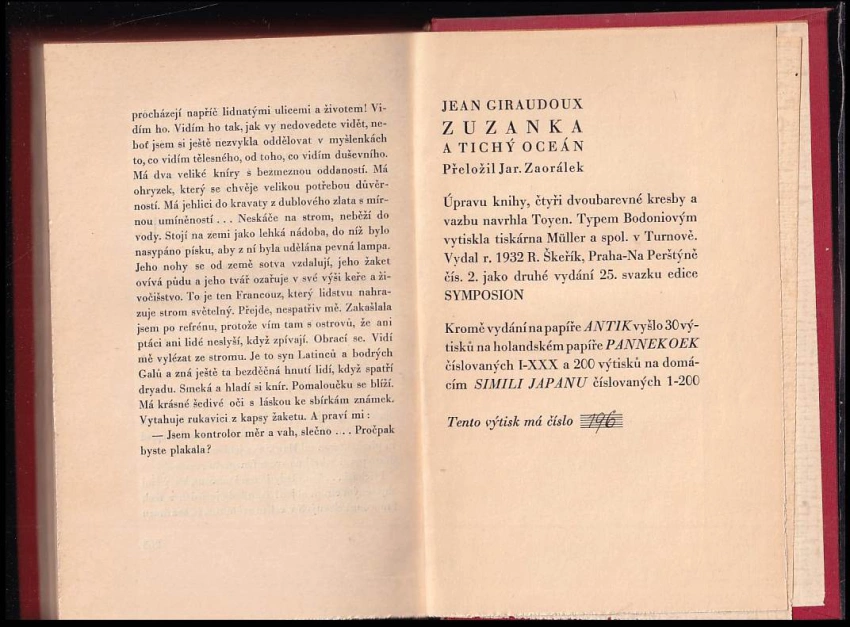 procházejí napříč lidnatými ulicemi a životem! Vi-
dím ho. Vidím ho tak, jak vy nedovedete vidět, ne-
boť jsem si ještě nezvykla oddělovat v myšlenkách
to, co vidím tělesného, od toho, co vidím duševního.
Má dva veliké kníry s bezmeznou oddaností. Má
ohryzek, který se chvěje velikou potřebou důvěr-
ností. Má jehlici do kravaty z dublového zlata s mír-
nou umíněností . . . Neskáče na strom, neběží do
vody. Stojí na zemi jako lehká nádoba, do níž bylo
nasypáno písku, aby z ní byla udělána pevná lampa.
Jeho nohy se od země sotva vzdalují, jeho žaket
ovívá půdu a jeho tvář ozařuje v své výši keře a ži-
vočišstvo. To je ten Francouz, který lidstvu nahra-
zuje strom světelný. Přejde, nespatřiv mě. Zakašlala
jsem po refrénu, protože vím tam s ostrovů, že ani
ptáci ani lidé neslyší, když zpívají. Obrací se. Vidí
mě vylézat ze stromu. Je to syn Latinců a bodrých
Galů a zná ještě ta bezděčná hnutí lidí, když spatří
dryadu. Smeká a hladí si knír. Pomaloučku se blíží.
Má krásné šedivé oči s láskou ke sbírkám známek.
Vytahuje rukavici z kapsy žaketu. A praví mi :
— Jsem kontrolor měr a vah, slečno . . . Pročpak
byste plakala?
JEAN GIRAUDOUX
ZUZANKA
A TICHÝ OCEÁN
Přeložil Jar. Zaorálek
Úpravu knihy, čtyři dvoubarevné kresby a
vazbu navrhla Toyen. Typem Bodoniovým
vytiskla tiskárna Müller a spol. v Turnově.
Vydal r. 1932 R. Škeřík, Praha-Na Perštýně
čís. 2. jako druhé vydání 25. svazku edice
SYMPOSION
Kromě vydání na papíře ANTIK vyšlo 30 vý-
tisků na holandském papíře PANNEKOEK
číslovaných I-XXX a 200 výtisků na domá-
cím SIMILI JAPANU číslovaných 1-200
Tento výtisk má číslo 196